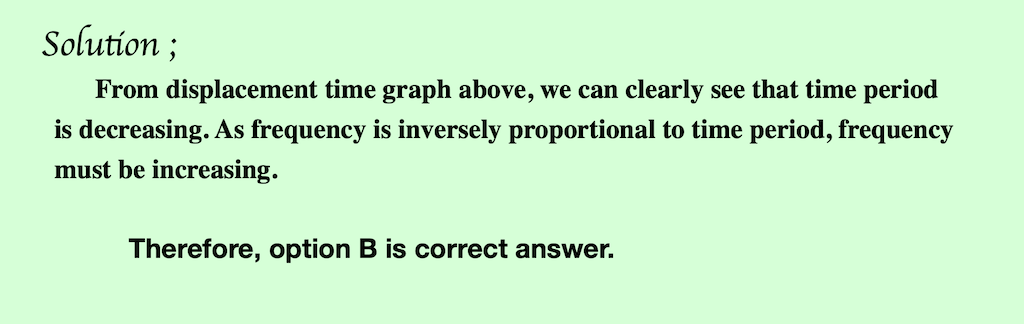 Solution ;
From displacement time graph above, we can clearly see that time period
is decreasing. As frequency is inversely proportional to time period, frequency
must be increasing.
Therefore, option B is correct answer.